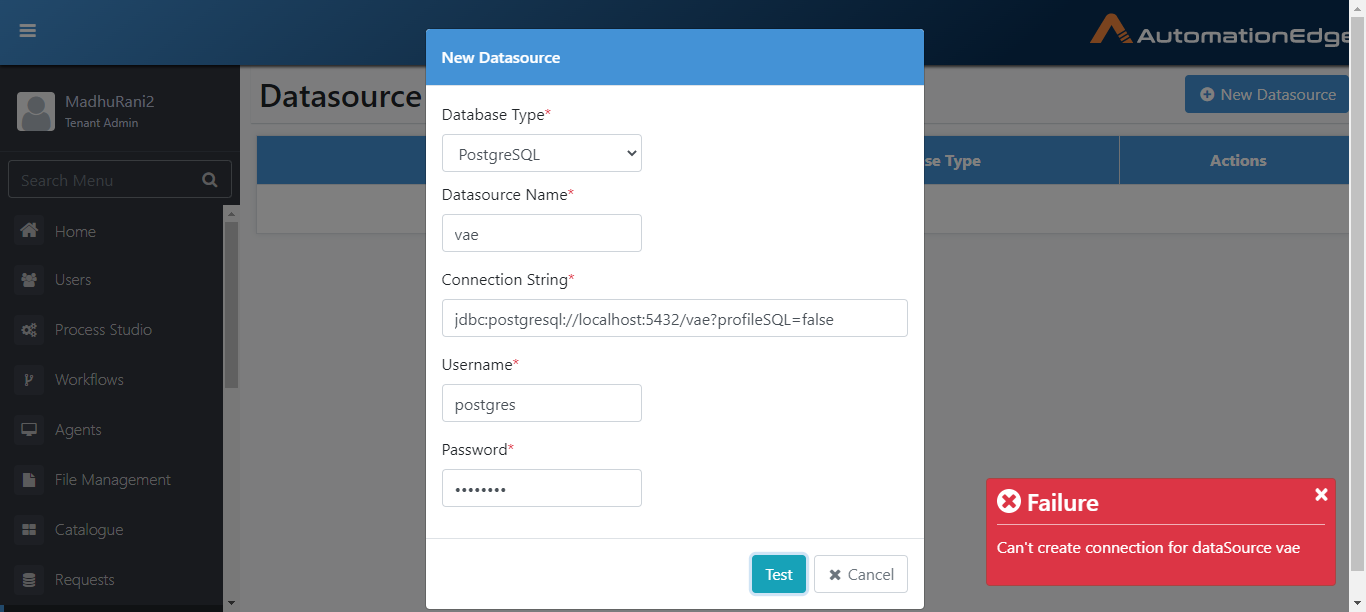 AutomationEdge
MadhuRani2
Tenant Admin
Search Menu
Home
Users
Process Studio
Workflows
Agents
File Management
Catalogue
Requests
Datasource
New Datasource
se Type
Actions
New Datasource
Database Type*
PostgreSQL
Datasource Name*
vae
Connection String*
jdbc:postgresql://localhost:5432/vae?profileSQL=false
Username*
postgres
Password*
••••••••
Test
Cancel
Failure
Can't create connection for dataSource vae